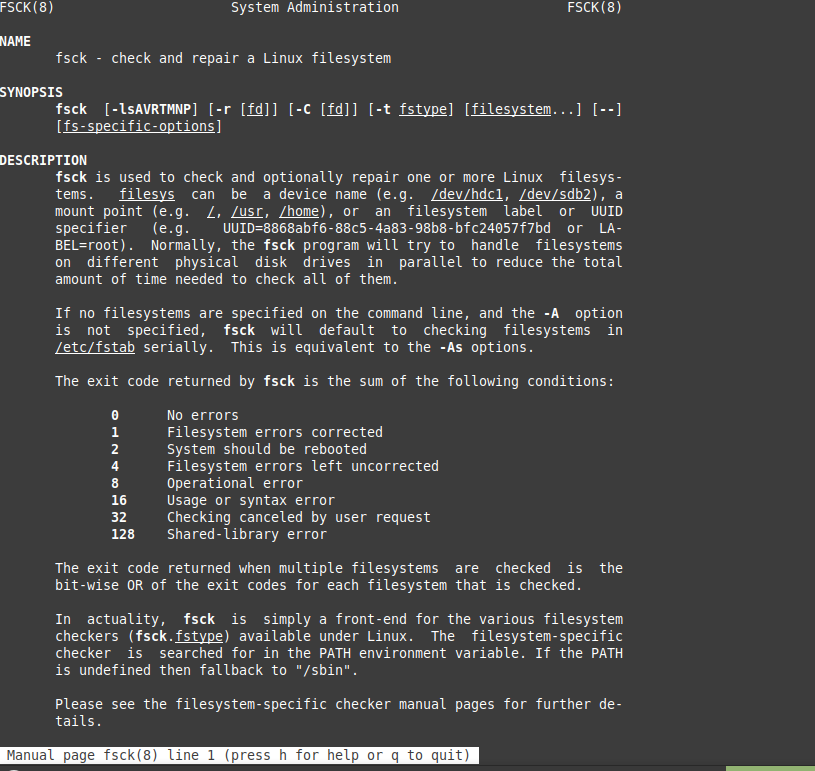 FSCK(8)                      System Administration                     FSCK(8)
NAME
fsck - check and repair a Linux filesystem
SYNOPSIS
fsck  [-lsAVRTMNP] [-r [fd]] [-C [fd]] [-t fstype] [filesystem...] [--]
[fs-specific-options]
DESCRIPTION
fsck is used to check and optionally repair one or more Linux  filesys-
tems.   filesys  can  be  a device name (e.g.  /dev/hdc1, /dev/sdb2), a
mount point (e.g.  /, /usr, /home), or  an  filesystem  label  or  UUID
specifier   (e.g.    UUID=8868abf6-88c5-4a83-98b8-bfc24057f7bd  or  LA-
BEL=root).  Normally, the fsck program will try to  handle  filesystems
on  different  physical  disk  drives  in  parallel to reduce the total
amount of time needed to check all of them.
If no filesystems are specified on the command line, and the -A  option
is  not  specified,  fsck  will  default  to  checking  filesystems  in
/etc/fstab serially.  This is equivalent to the -As options.
The exit code returned by fsck is the sum of the following conditions:
0      No errors
1      Filesystem errors corrected
2      System should be rebooted
4      Filesystem errors left uncorrected
8      Operational error
16     Usage or syntax error
32     Checking canceled by user request
128    Shared-library error
The exit code returned when multiple filesystems  are  checked  is  the
bit-wise OR of the exit codes for each filesystem that is checked.
In  actuality,  fsck  is  simply a front-end for the various filesystem
checkers (fsck.fstype) available under Linux.  The  filesystem-specific
checker  is  searched for in the PATH environment variable. If the PATH
is undefined then fallback to "/sbin".
Please see the filesystem-specific checker manual pages for further de-
tails.
Manual page fsck(8) line 1 (press h for help or q to quit)